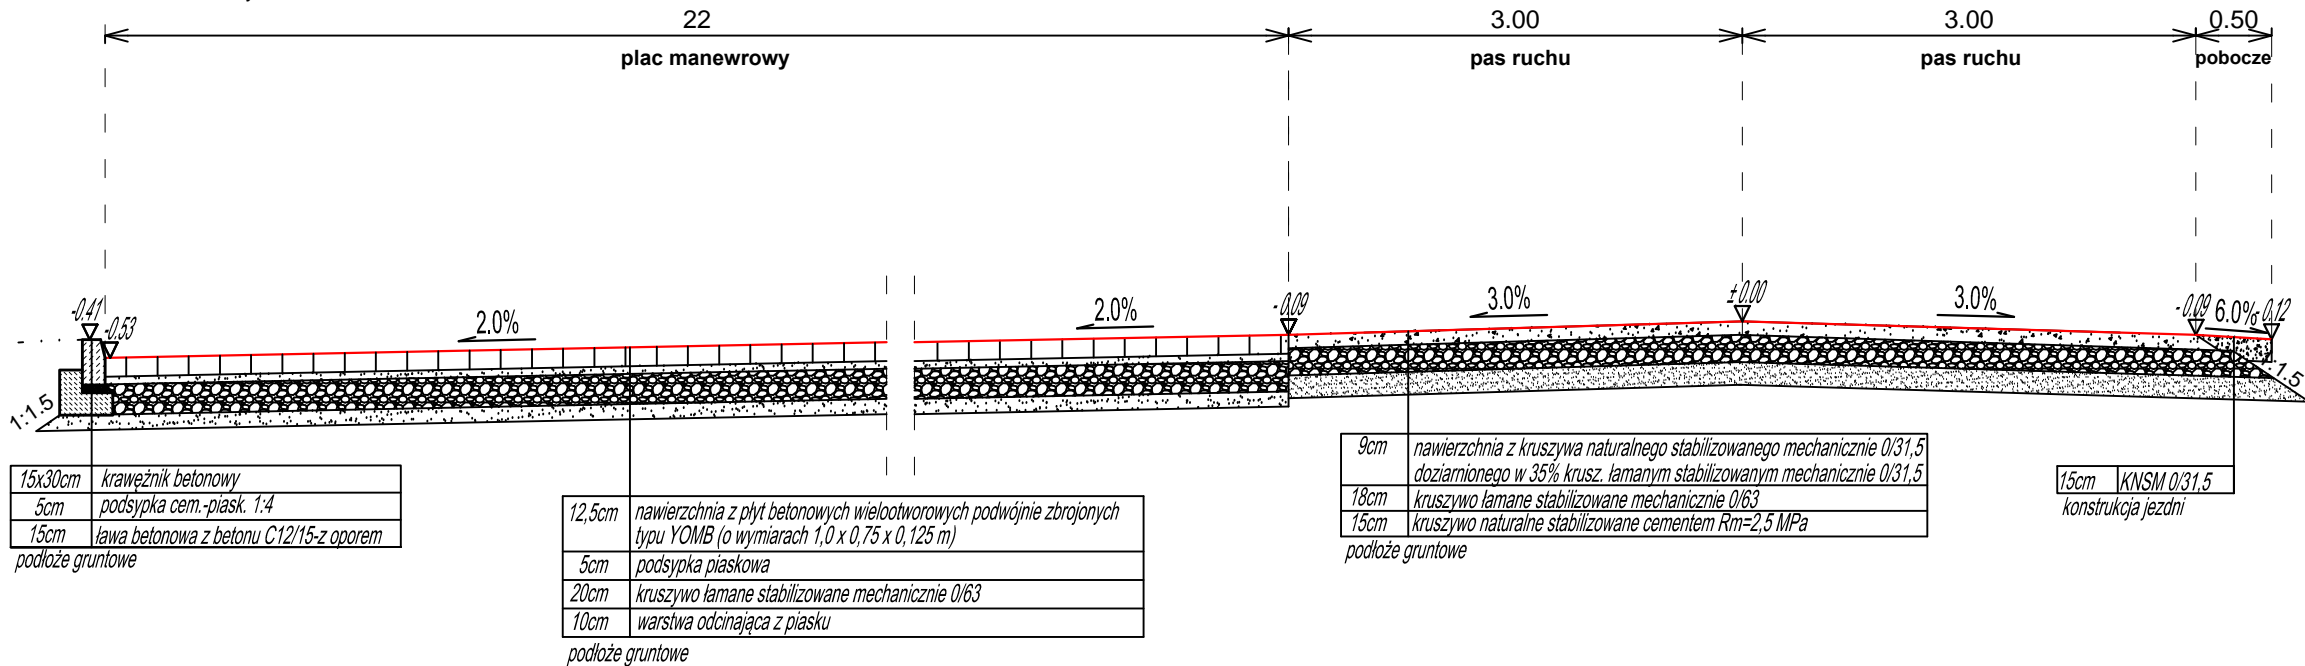 22 3.00 3.00 0.50
plac manewrowy pas ruchu pas ruchu pobocze
-0.41 -0.53 2.0% 2.0% -0.09 3.0% ±0.00 3.0% -0.09 6.0% -0.12
1:1.5 1:1.5
15x30cm krawężnik betonowy
5cm podsypka cem.-piask. 1:4
15cm ława betonowa z betonu C12/15-z oporem
podłoże gruntowe
12,5cm nawierzchnia z płyt betonowych wielootworowych podwójnie zbrojonych
typu YOMB (o wymiarach 1,0 x 0,75 x 0,125 m)
5cm podsypka piaskowa
20cm kruszywo łamane stabilizowane mechanicznie 0/63
10cm warstwa odcinająca z piasku
podłoże gruntowe
9cm nawierzchnia z kruszywa naturalnego stabilizowanego mechanicznie 0/31,5
doziarnionego w 35% krusz. łamanym stabilizowanym mechanicznie 0/31,5
18cm kruszywo łamane stabilizowane mechanicznie 0/63
15cm kruszywo naturalne stabilizowane cementem Rm=2,5 MPa
podłoże gruntowe
15cm KNSM 0/31,5
konstrukcja jezdni